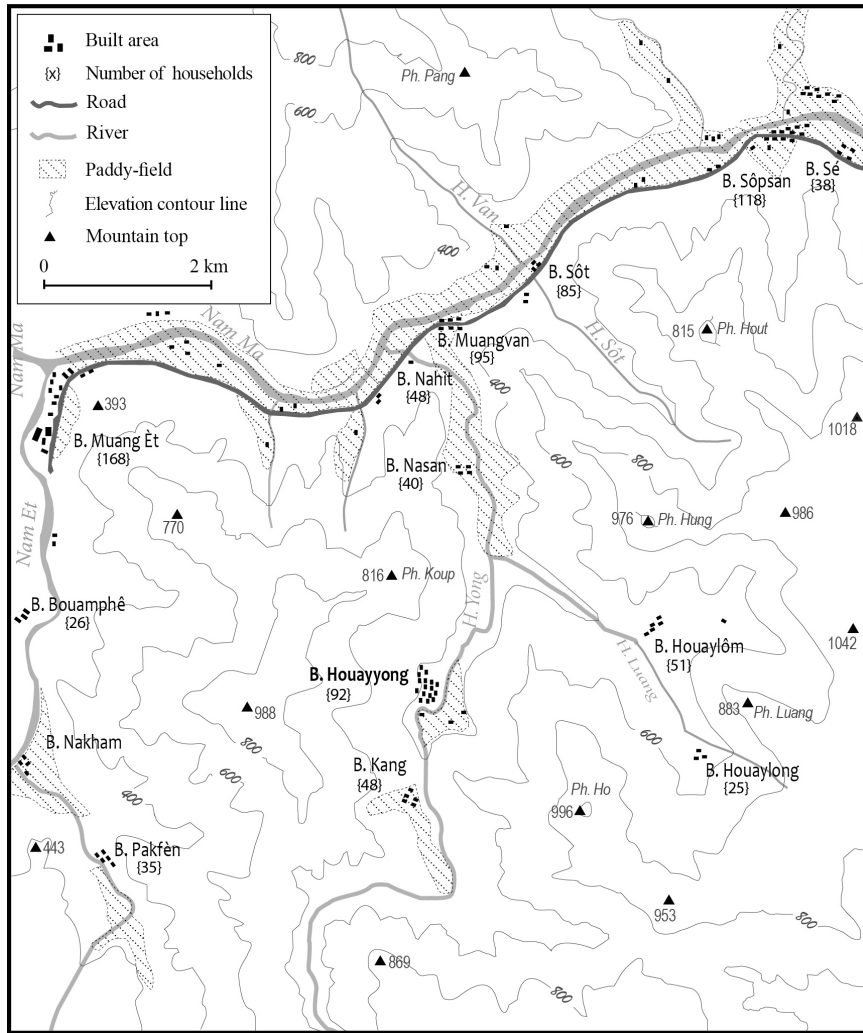 Built area
{x} Number of households
Road
River
Paddy-field
Elevation contour line
Mountain top
0 2 km
800
600
Ph. Pang
H. Van
400
B. Sôpsan
{118}
B. Sé
{38}
B. Sôt
{85}
Nam Ma
Nam Ma
B. Muangvan
{95}
815 Ph. Hout
H. Sôt
B. Nahit
{48}
400
393
1018
B. Muang Èt
{168}
B. Nasan
{40}
600
800
770
976 Ph. Hung
986
Nam Et
816 Ph. Koup
H. Yong
B. Bouamphê
{26}
B. Houaylôm
{51}
1042
H. Luang
B. Houayyong
{92}
988
883 Ph. Luang
B. Nakham
800
600
600
B. Kang
{48}
B. Houaylong
{25}
400
Ph. Ho
996
443
B. Pakfèn
{35}
953
800
869
800